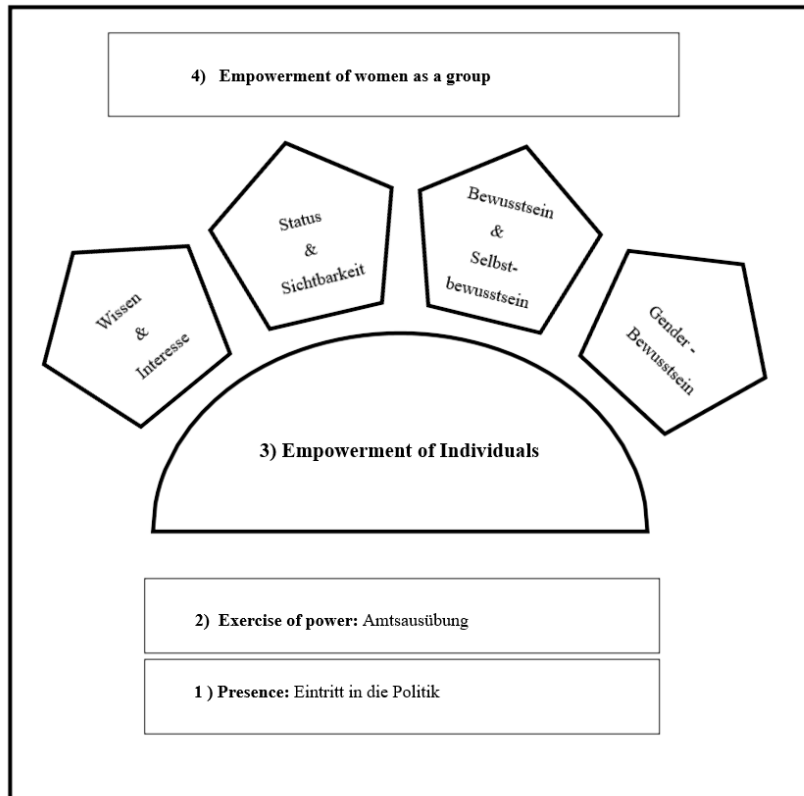 4) Empowerment of women as a group
Status
&
Sichtbarkeit
Bewusstsein
&
Selbst-
bewusstsein
Wissen
&
Interesse
Gender -
Bewusstsein
3) Empowerment of Individuals
2) Exercise of power: Amtsausübung
1 ) Presence: Eintritt in die Politik